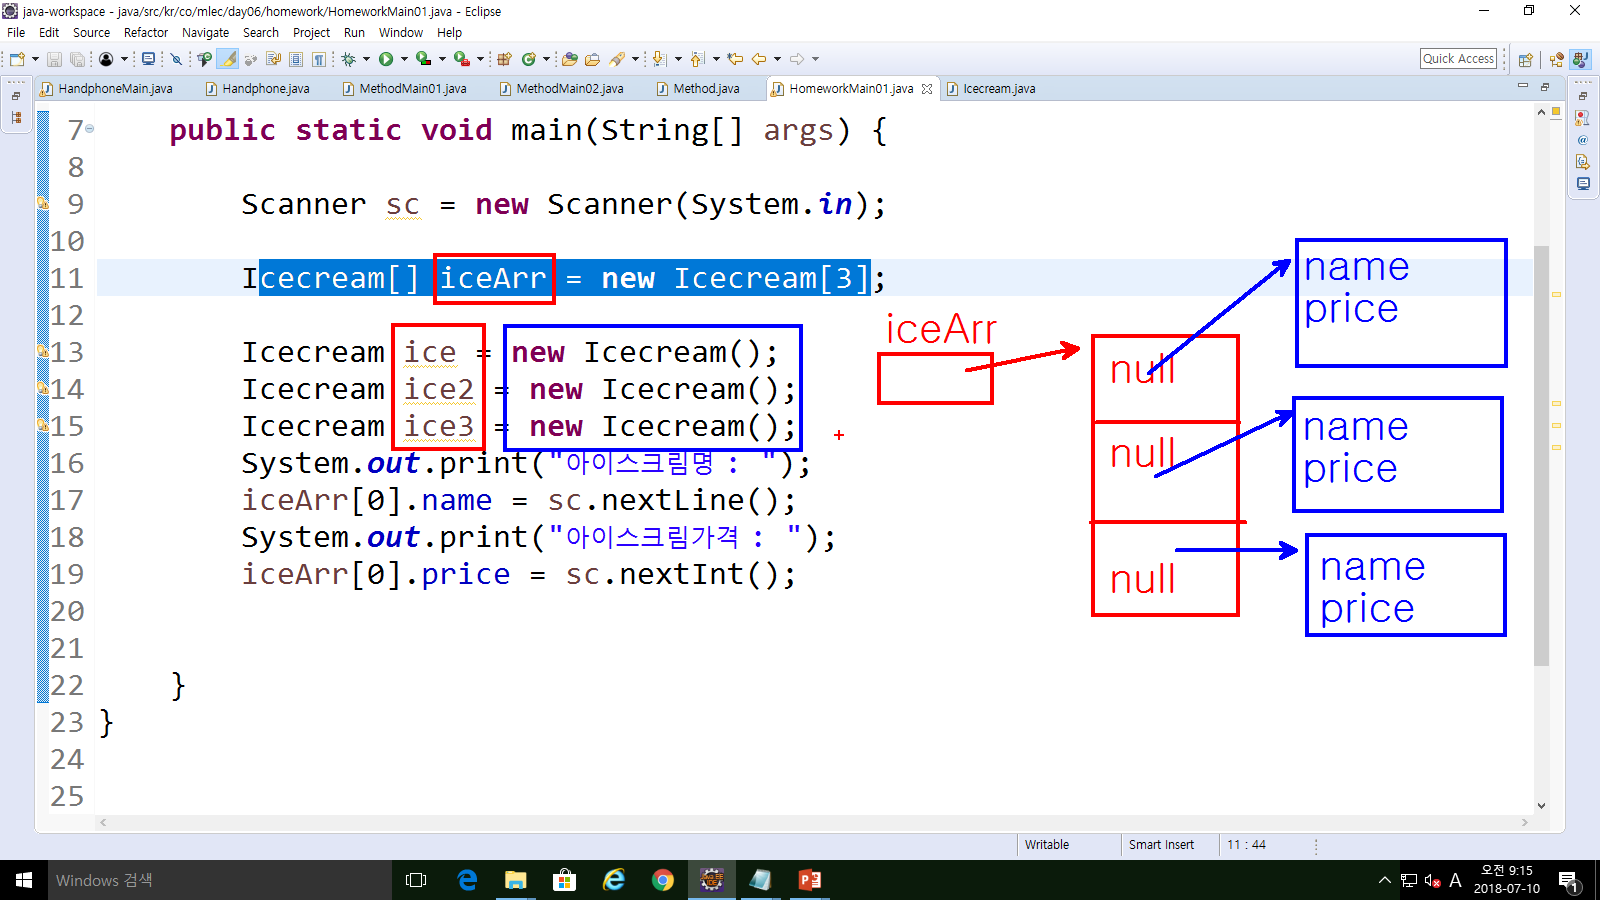 java-workspace - java/src/kr/co/mlec/day06/homework/HomeworkMain01.java - Eclipse
File Edit Source Refactor Navigate Search Project Run Window Help
Quick Access
HandphoneMain.java Handphone.java MethodMain01.java MethodMain02.java Method.java HomeworkMain01.java Icecream.java
7 public static void main(String[] args) {
8
9 Scanner sc = new Scanner(System.in);
10
11 Icecream[] iceArr = new Icecream[3];
12
13 Icecream ice = new Icecream();
14 Icecream ice2 = new Icecream();
15 Icecream ice3 = new Icecream();
16 System.out.print("아이스크림명 : ");
17 iceArr[0].name = sc.nextLine();
18 System.out.print("아이스크림가격 : ");
19 iceArr[0].price = sc.nextInt();
20
21
22 }
23 }
24
25
iceArr
null
null
null
name
price
name
price
name
price
Writable Smart Insert 11 : 44
Windows 검색
A
오전 9:15
2018-07-10
1